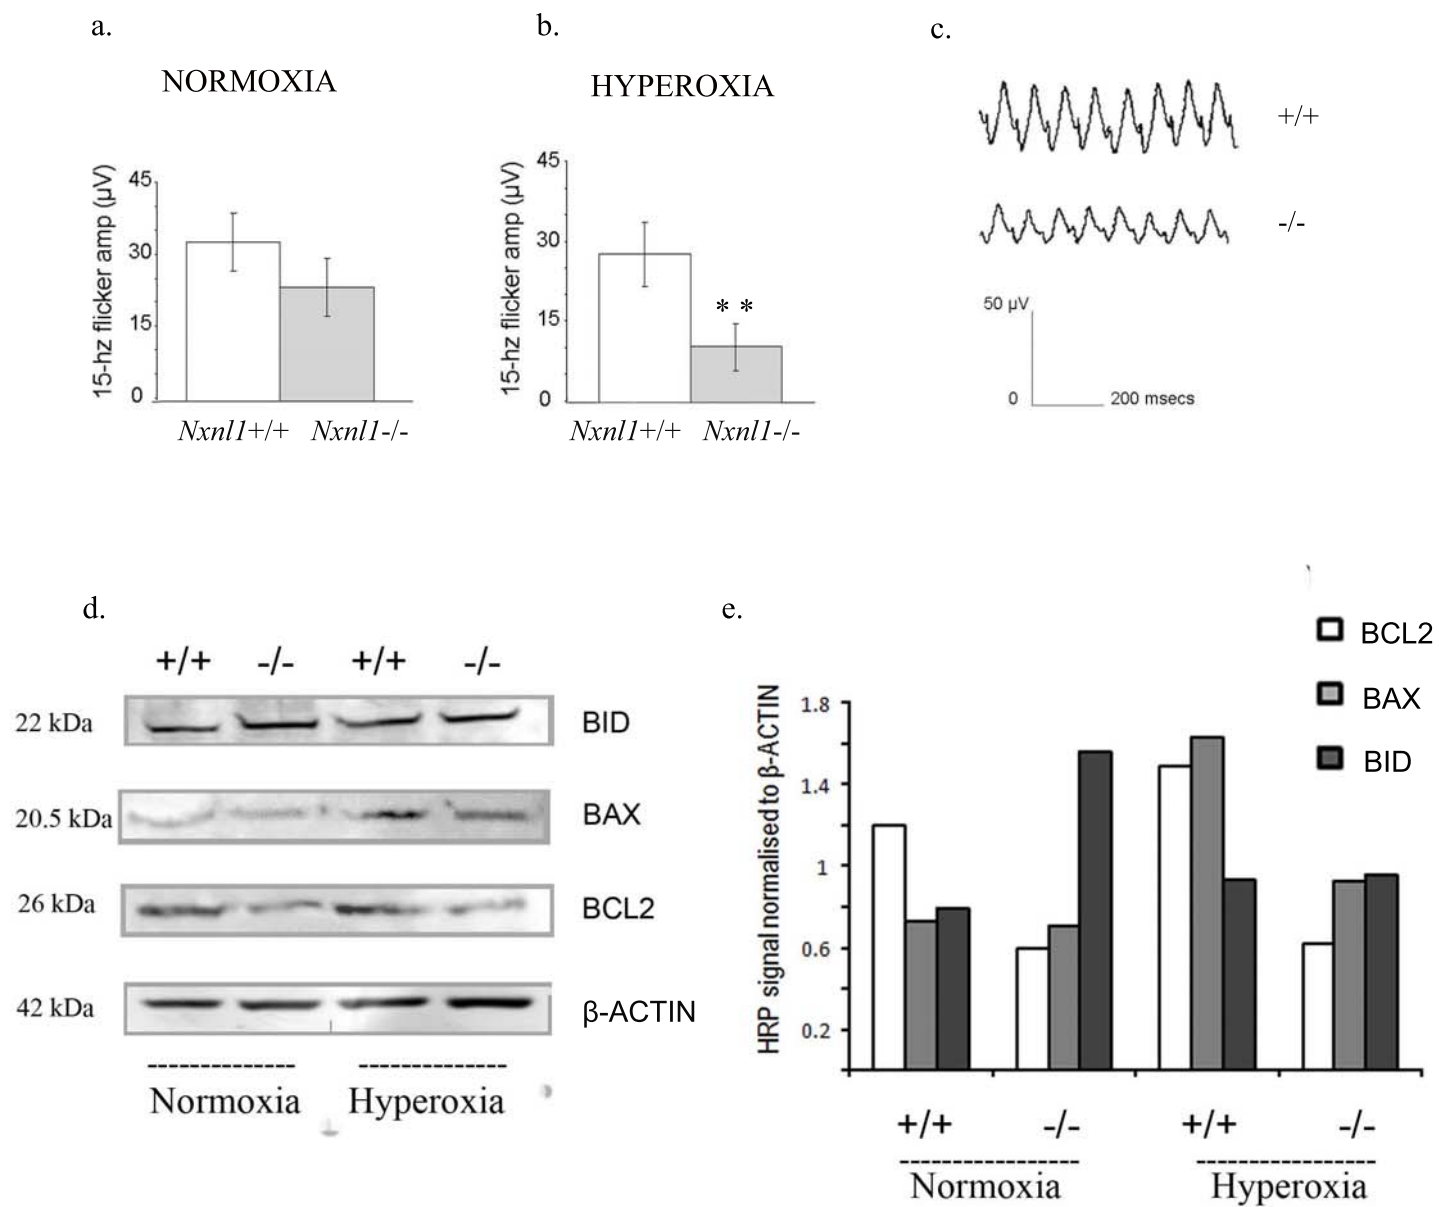 a.
NORMOXIA
15-hz flicker amp (µV)
45
30
15
0
Nxnl1+/+ Nxnl1-/-
b.
HYPEROXIA
15-hz flicker amp (µV)
45
30
15
0
* *
Nxnl1+/+ Nxnl1-/-
c.
+/+
-/-
50 µV
0
200 msecs
d.
+/+ -/- +/+ -/-
22 kDa BID
20.5 kDa BAX
26 kDa BCL2
42 kDa β-ACTIN
Normoxia Hyperoxia
e.
BCL2
BAX
BID
HRP signal normalised to β-ACTIN
1.8
1.4
1
0.6
0.2
+/+ -/- +/+ -/-
Normoxia Hyperoxia